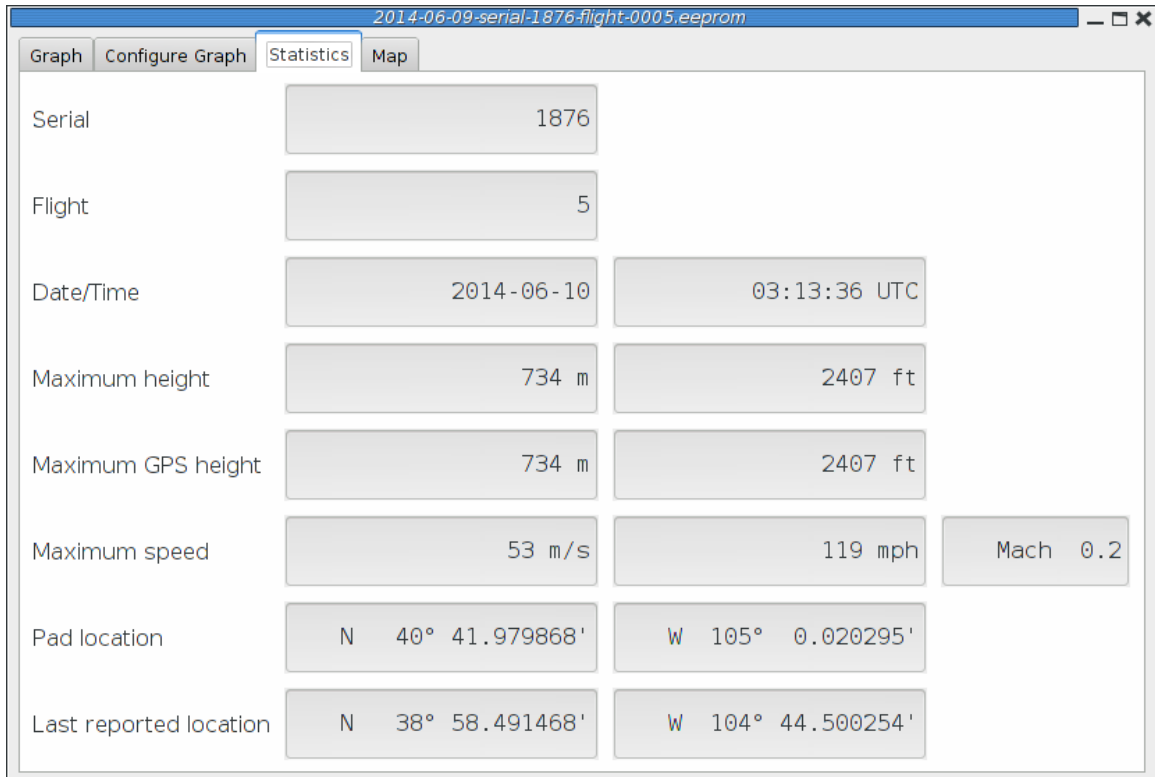 2014-06-09-serial-1876-flight-0005.eeprom
Graph Configure Graph Statistics Map
Serial 1876
Flight 5
Date/Time 2014-06-10 03:13:36 UTC
Maximum height 734 m 2407 ft
Maximum GPS height 734 m 2407 ft
Maximum speed 53 m/s 119 mph Mach 0.2
Pad location N 40° 41.979868' W 105° 0.020295'
Last reported location N 38° 58.491468' W 104° 44.500254'